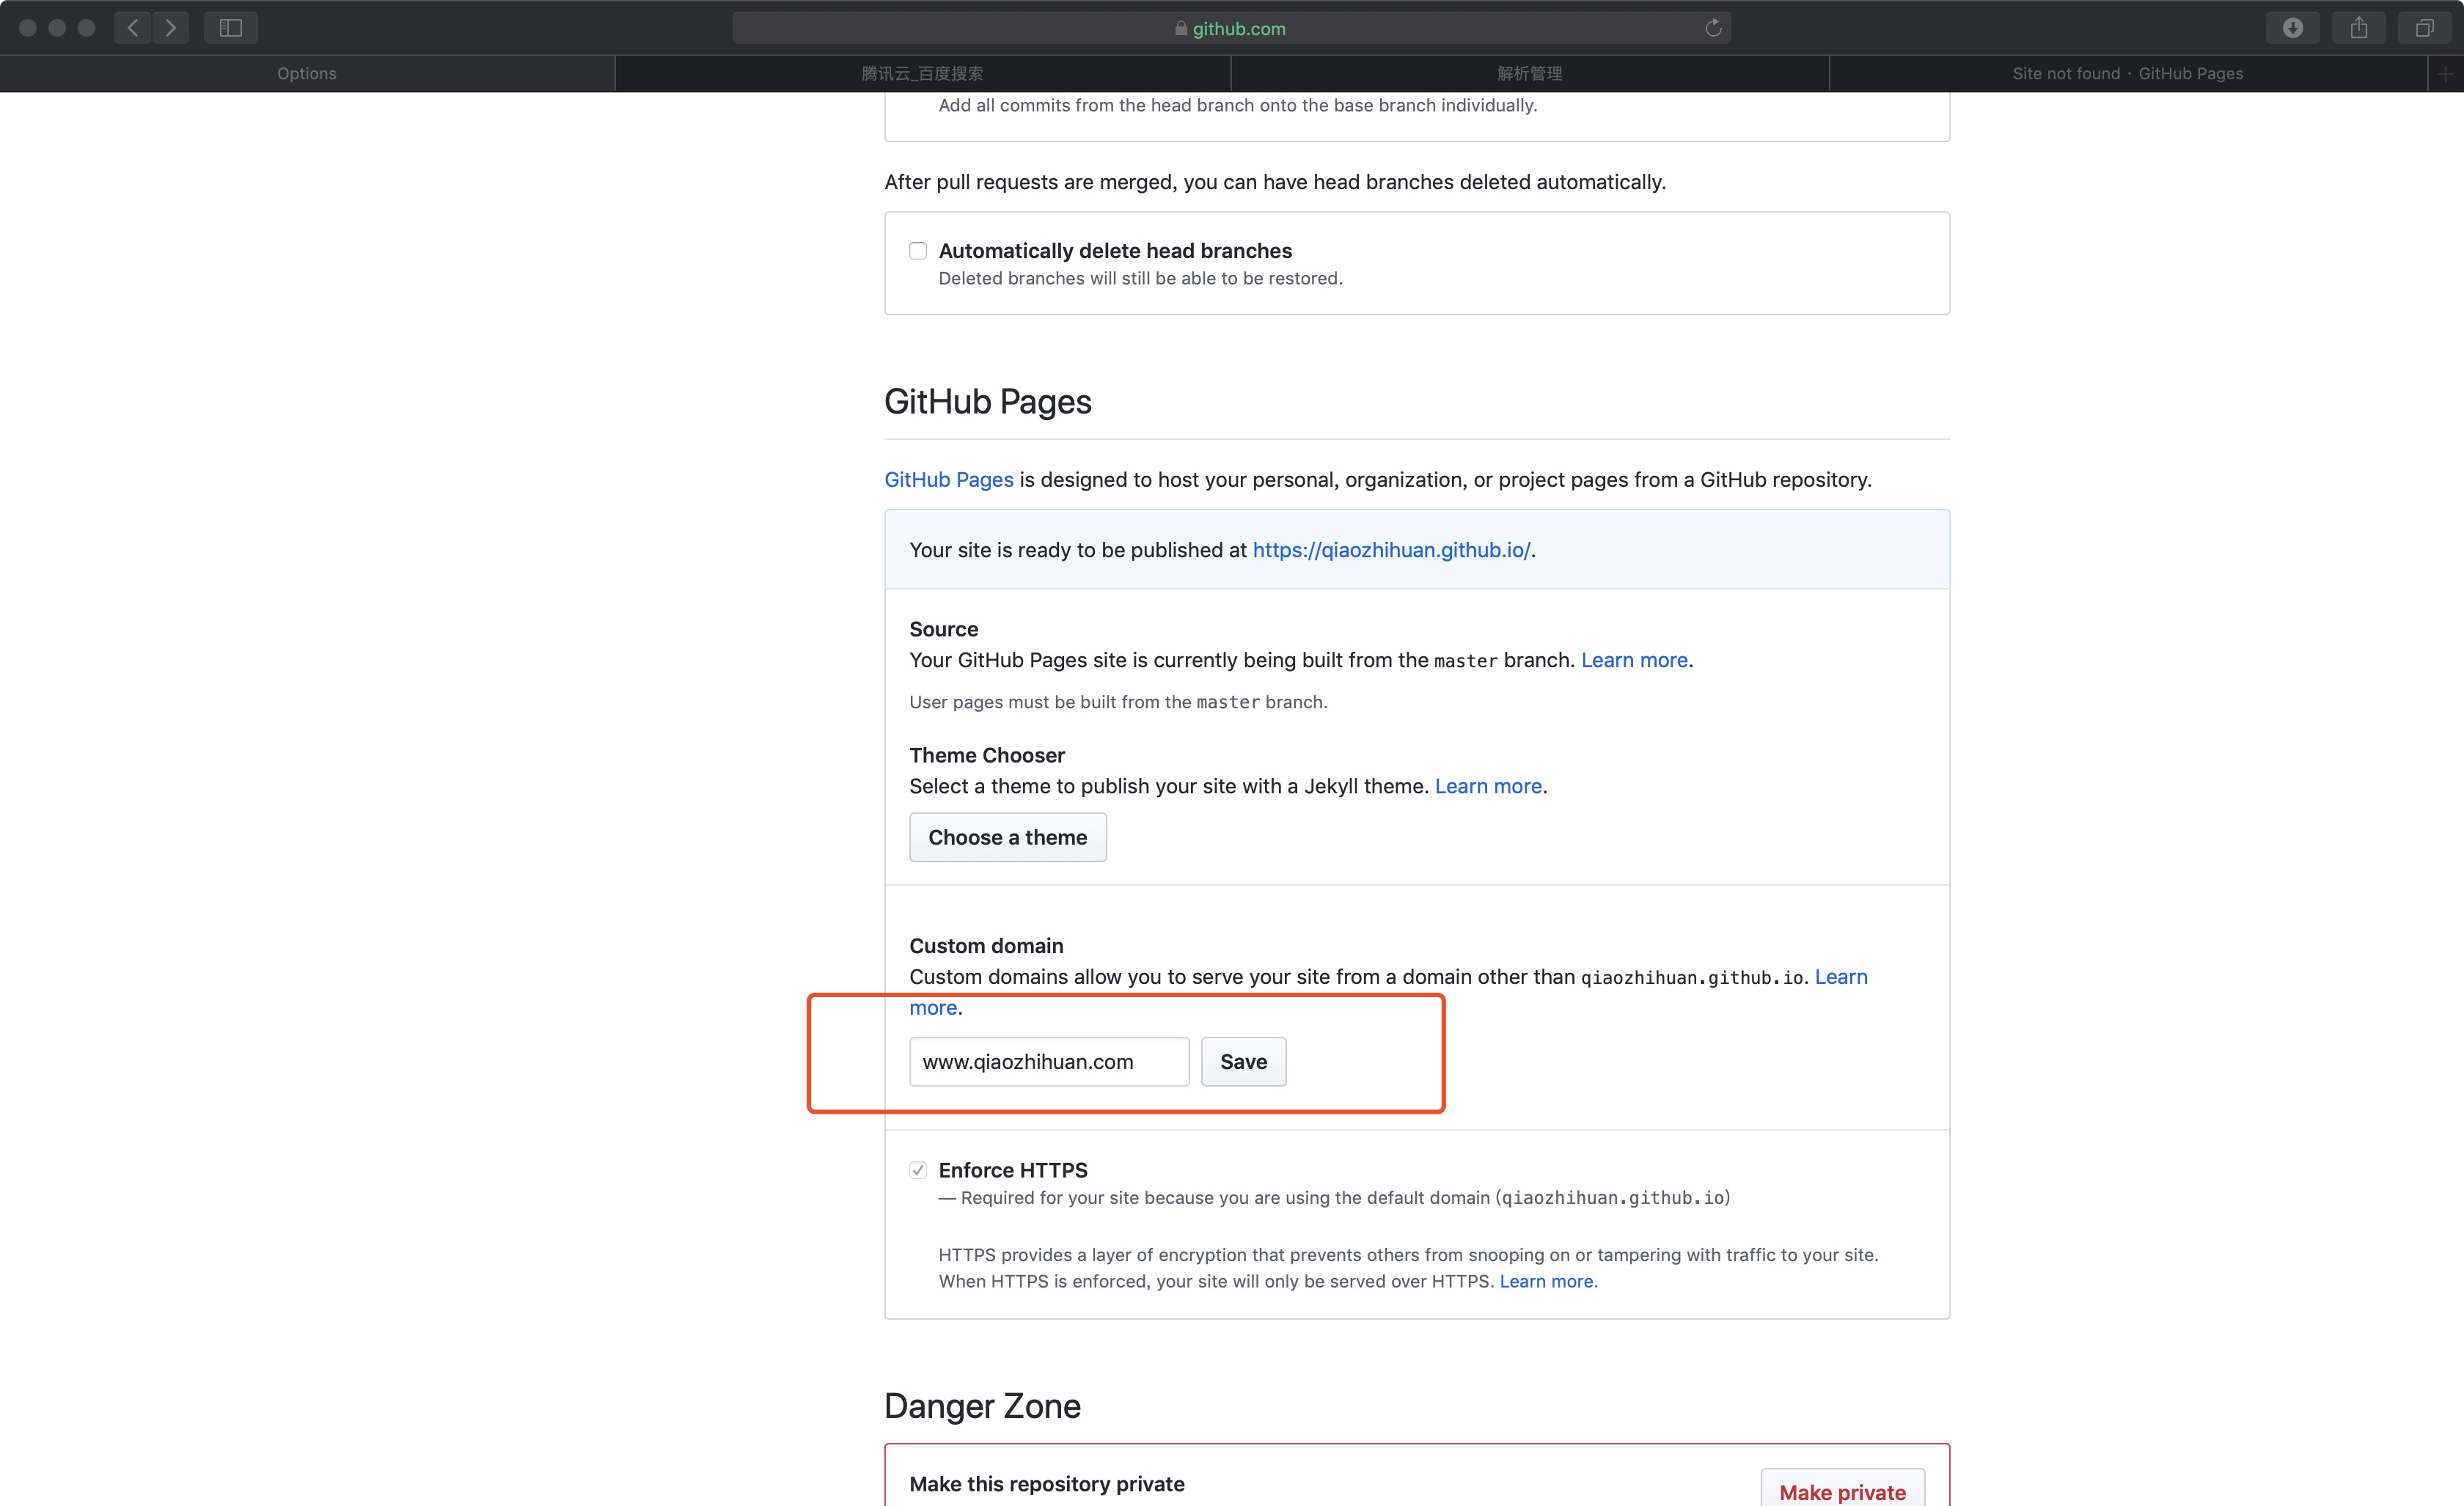 github.com
Options
腾讯云_百度搜索
解析管理
Site not found · GitHub Pages
Add all commits from the head branch onto the base branch individually.
After pull requests are merged, you can have head branches deleted automatically.
Automatically delete head branches
Deleted branches will still be able to be restored.
GitHub Pages
GitHub Pages is designed to host your personal, organization, or project pages from a GitHub repository.
Your site is ready to be published at https://qiaozhihuan.github.io/.
Source
Your GitHub Pages site is currently being built from the master branch. Learn more.
User pages must be built from the master branch.
Theme Chooser
Select a theme to publish your site with a Jekyll theme. Learn more.
Choose a theme
Custom domain
Custom domains allow you to serve your site from a domain other than qiaozhihuan.github.io. Learn
more.
www.qiaozhihuan.com
Save
Enforce HTTPS
— Required for your site because you are using the default domain (qiaozhihuan.github.io)
HTTPS provides a layer of encryption that prevents others from snooping on or tampering with traffic to your site.
When HTTPS is enforced, your site will only be served over HTTPS. Learn more.
Danger Zone
Make this repository private
Make private